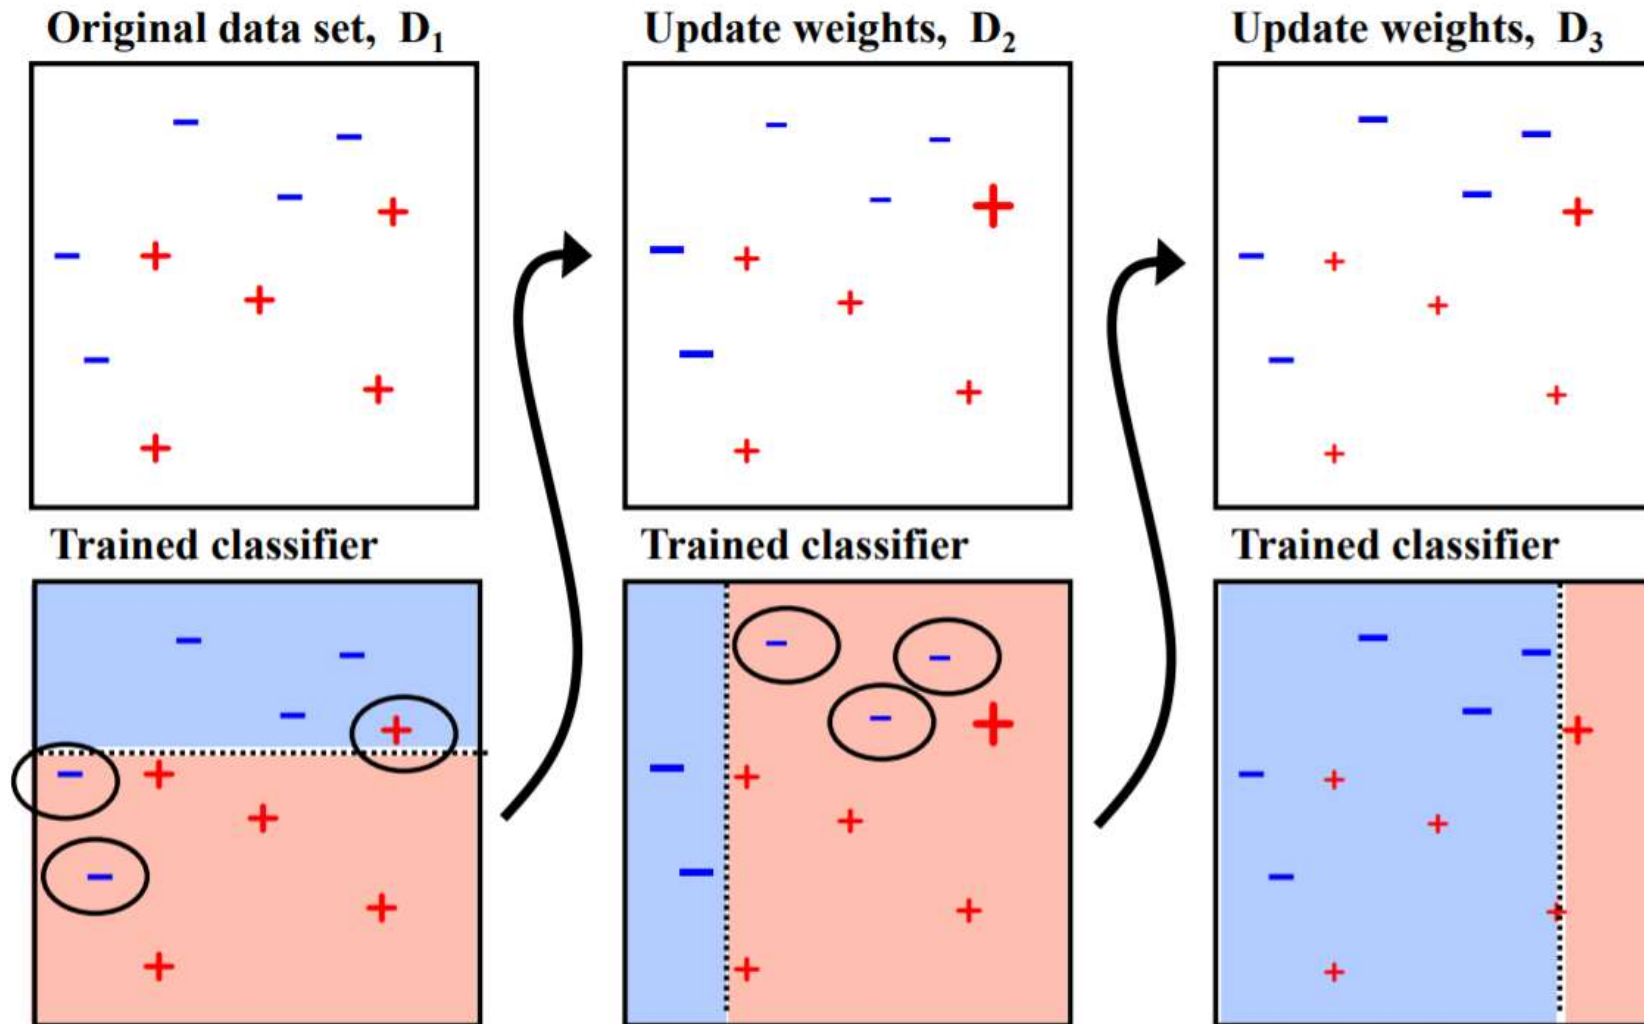 Original data set, D₁
Update weights, D₂
Update weights, D₃
Trained classifier
Trained classifier
Trained classifier